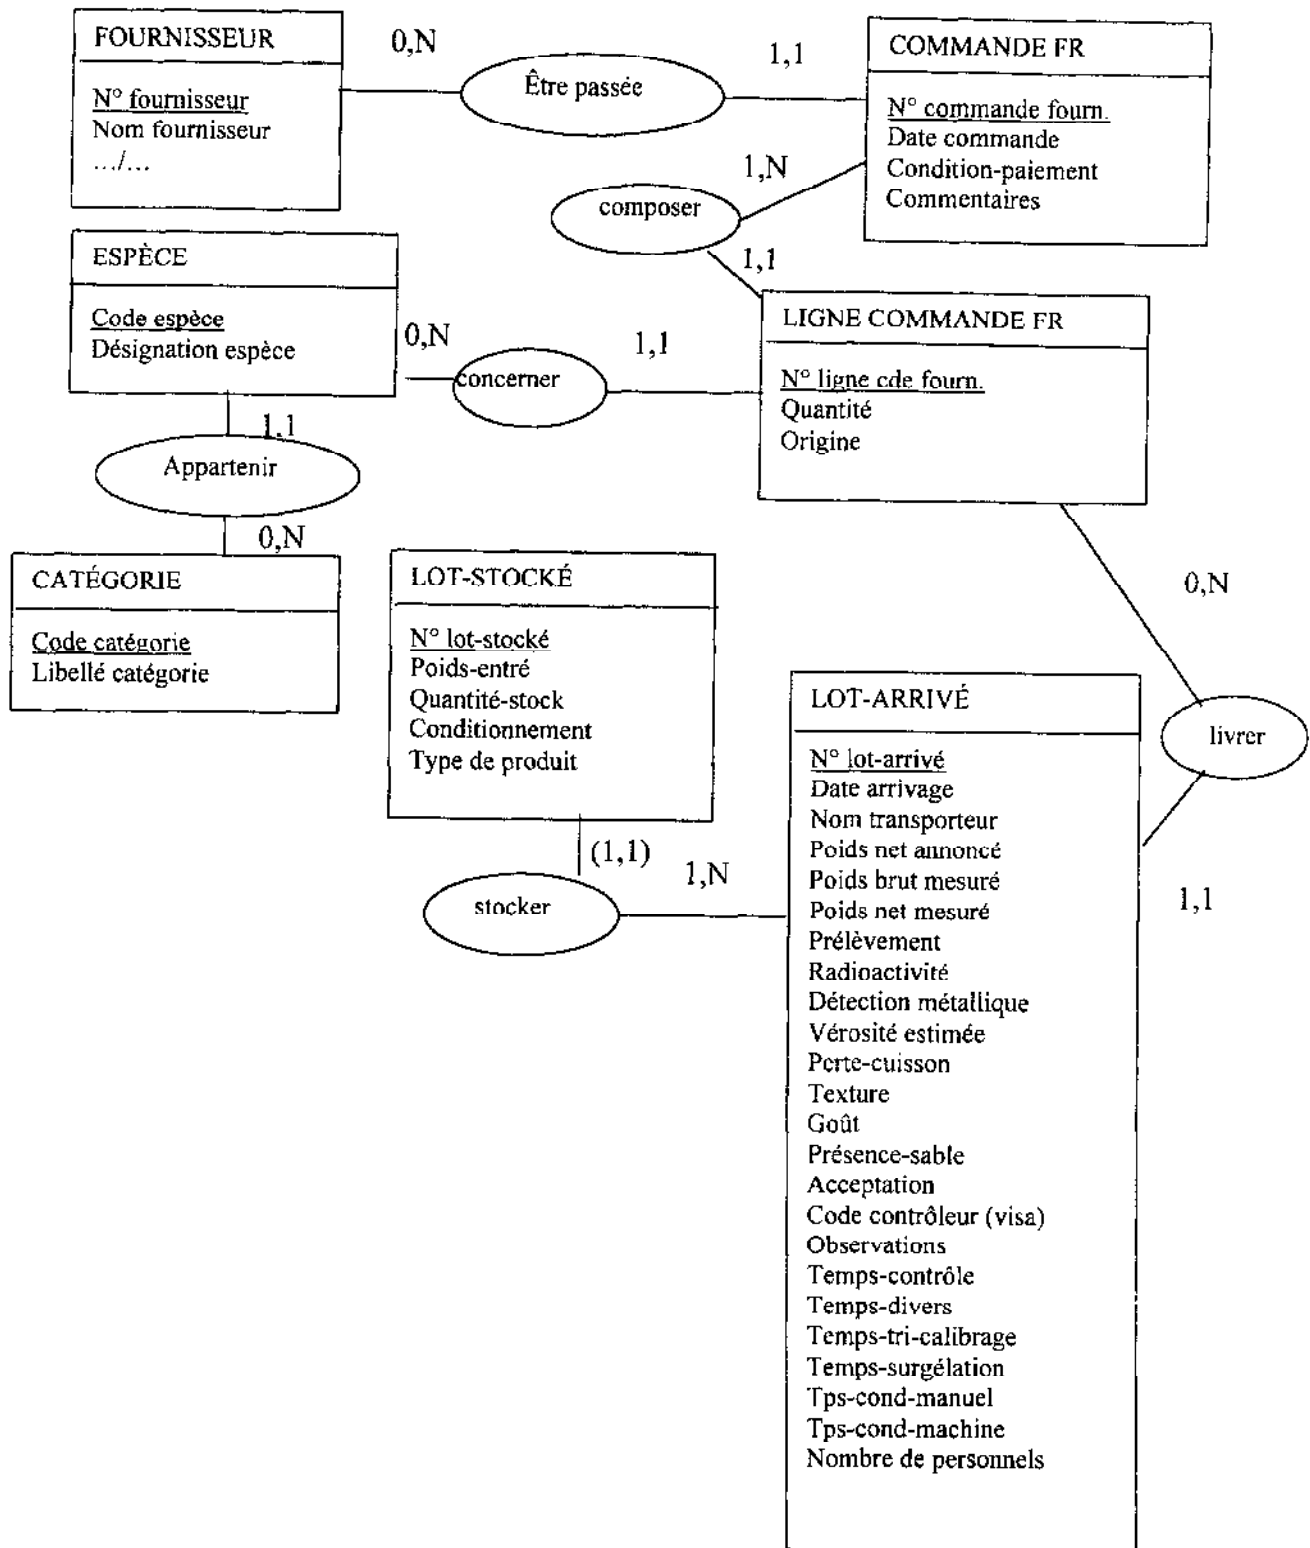 FOURNISSEUR
N° fournisseur
Nom fournisseur
.../...
0,N
Être passée
1,1
COMMANDE FR
N° commande fourn.
Date commande
Condition-paiement
Commentaires
1,N
composer
1,1
ESPÈCE
Code espèce
Désignation espèce
0,N
concerner
1,1
LIGNE COMMANDE FR
N° ligne cde fourn.
Quantité
Origine
1,1
Appartenir
0,N
CATÉGORIE
Code catégorie
Libellé catégorie
LOT-STOCKÉ
N° lot-stocké
Poids-entré
Quantité-stock
Conditionnement
Type de produit
(1,1)
stocker
1,N
0,N
livrer
1,1
LOT-ARRIVÉ
N° lot-arrivé
Date arrivage
Nom transporteur
Poids net annoncé
Poids brut mesuré
Poids net mesuré
Prélèvement
Radioactivité
Détection métallique
Vérosité estimée
Perte-cuisson
Texture
Goût
Présence-sable
Acceptation
Code contrôleur (visa)
Observations
Temps-contrôle
Temps-divers
Temps-tri-calibrage
Temps-surgélation
Tps-cond-manuel
Tps-cond-machine
Nombre de personnels